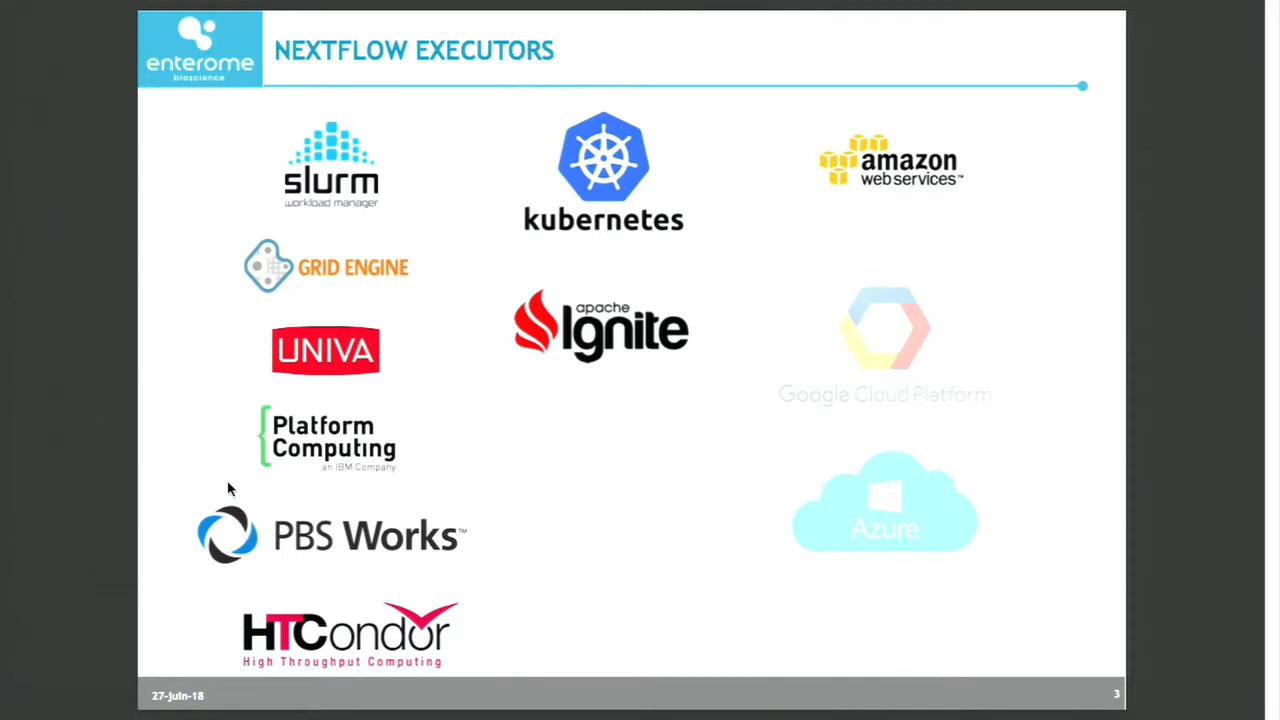 enterome
bioscience
NEXTFLOW EXECUTORS
slurm
workload manager
kubernetes
amazon
web services™
GRID ENGINE
apache
Ignite
UNIVA
Google Cloud Platform
Platform
Computing
an IBM Company
Azure
PBS Works™
HTCondor
High Throughput Computing
27-juin-18
3